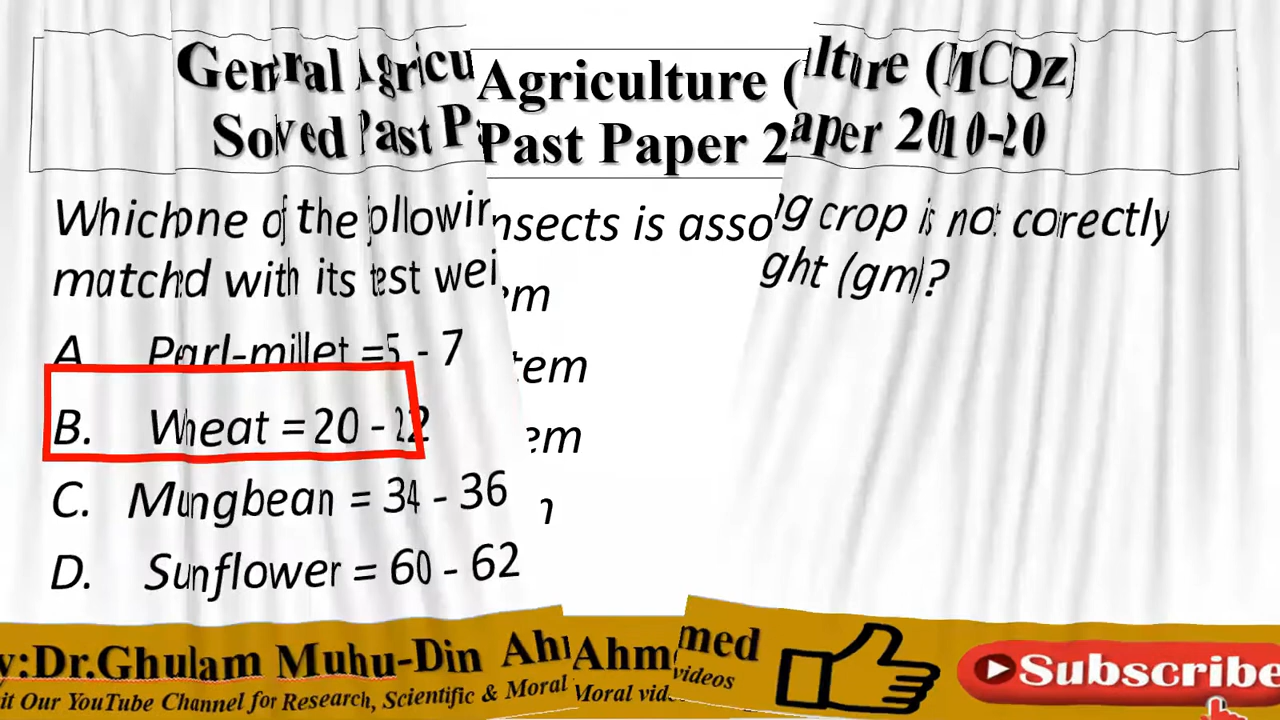 General Agricu Agriculture ( lture (MCQz)
Solved Past P Past Paper 2 aper 2010-20
Which one of the followin nsects is asso ng crop is not correctly
matched with its test wei ght (gm)?
em
A. Parl-millet =5 - 7
tem
B. Wheat = 20 - 22
em
C. Mungbean = 34 - 36
D. Sunflower = 60 - 62
y:Dr.Ghulam Muhu-Din Ah Ahm med
it Our YouTube Channel for Research, Scientific & Moral Moral vid videos
Subscribe